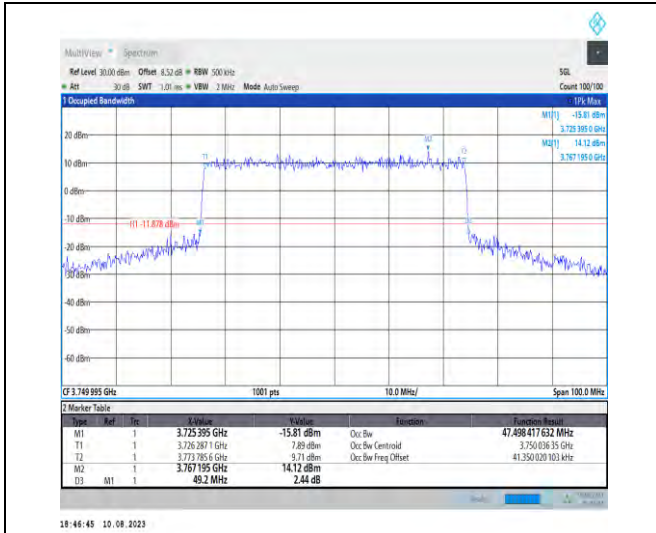 MultiView Spectrum
Ref Level 30.00 dBm Offset 8.52 dB RBW 500 kHz SGL
Att 30 dB SWT 1.01 ms VBW 2 MHz Mode Auto Sweep Count 100/100
1 Occupied Bandwidth 1Pk Max
M1[1] -15.81 dBm
3.725 395 0 GHz
M2[1] 14.12 dBm
3.767 195 0 GHz
20 dBm
M2
T1 T2
10 dBm
0 dBm
-10 dBm
H1 -11.878 dBm
M1
-20 dBm
-30 dBm
-40 dBm
-50 dBm
-60 dBm
CF 3.749 995 GHz 1001 pts 10.0 MHz/ Span 100.0 MHz
2 Marker Table
Type Ref Trc X-Value Y-Value Function Function Result
M1 1 3.725 395 GHz -15.81 dBm Occ Bw 47.498 417 632 MHz
T1 1 3.726 287 1 GHz 7.89 dBm Occ Bw Centroid 3.750 036 35 GHz
T2 1 3.773 785 6 GHz 9.71 dBm Occ Bw Freq Offset 41.350 020 103 kHz
M2 1 3.767 195 GHz 14.12 dBm
D3 M1 1 49.2 MHz 2.44 dB
18:46:45 10.08.2023